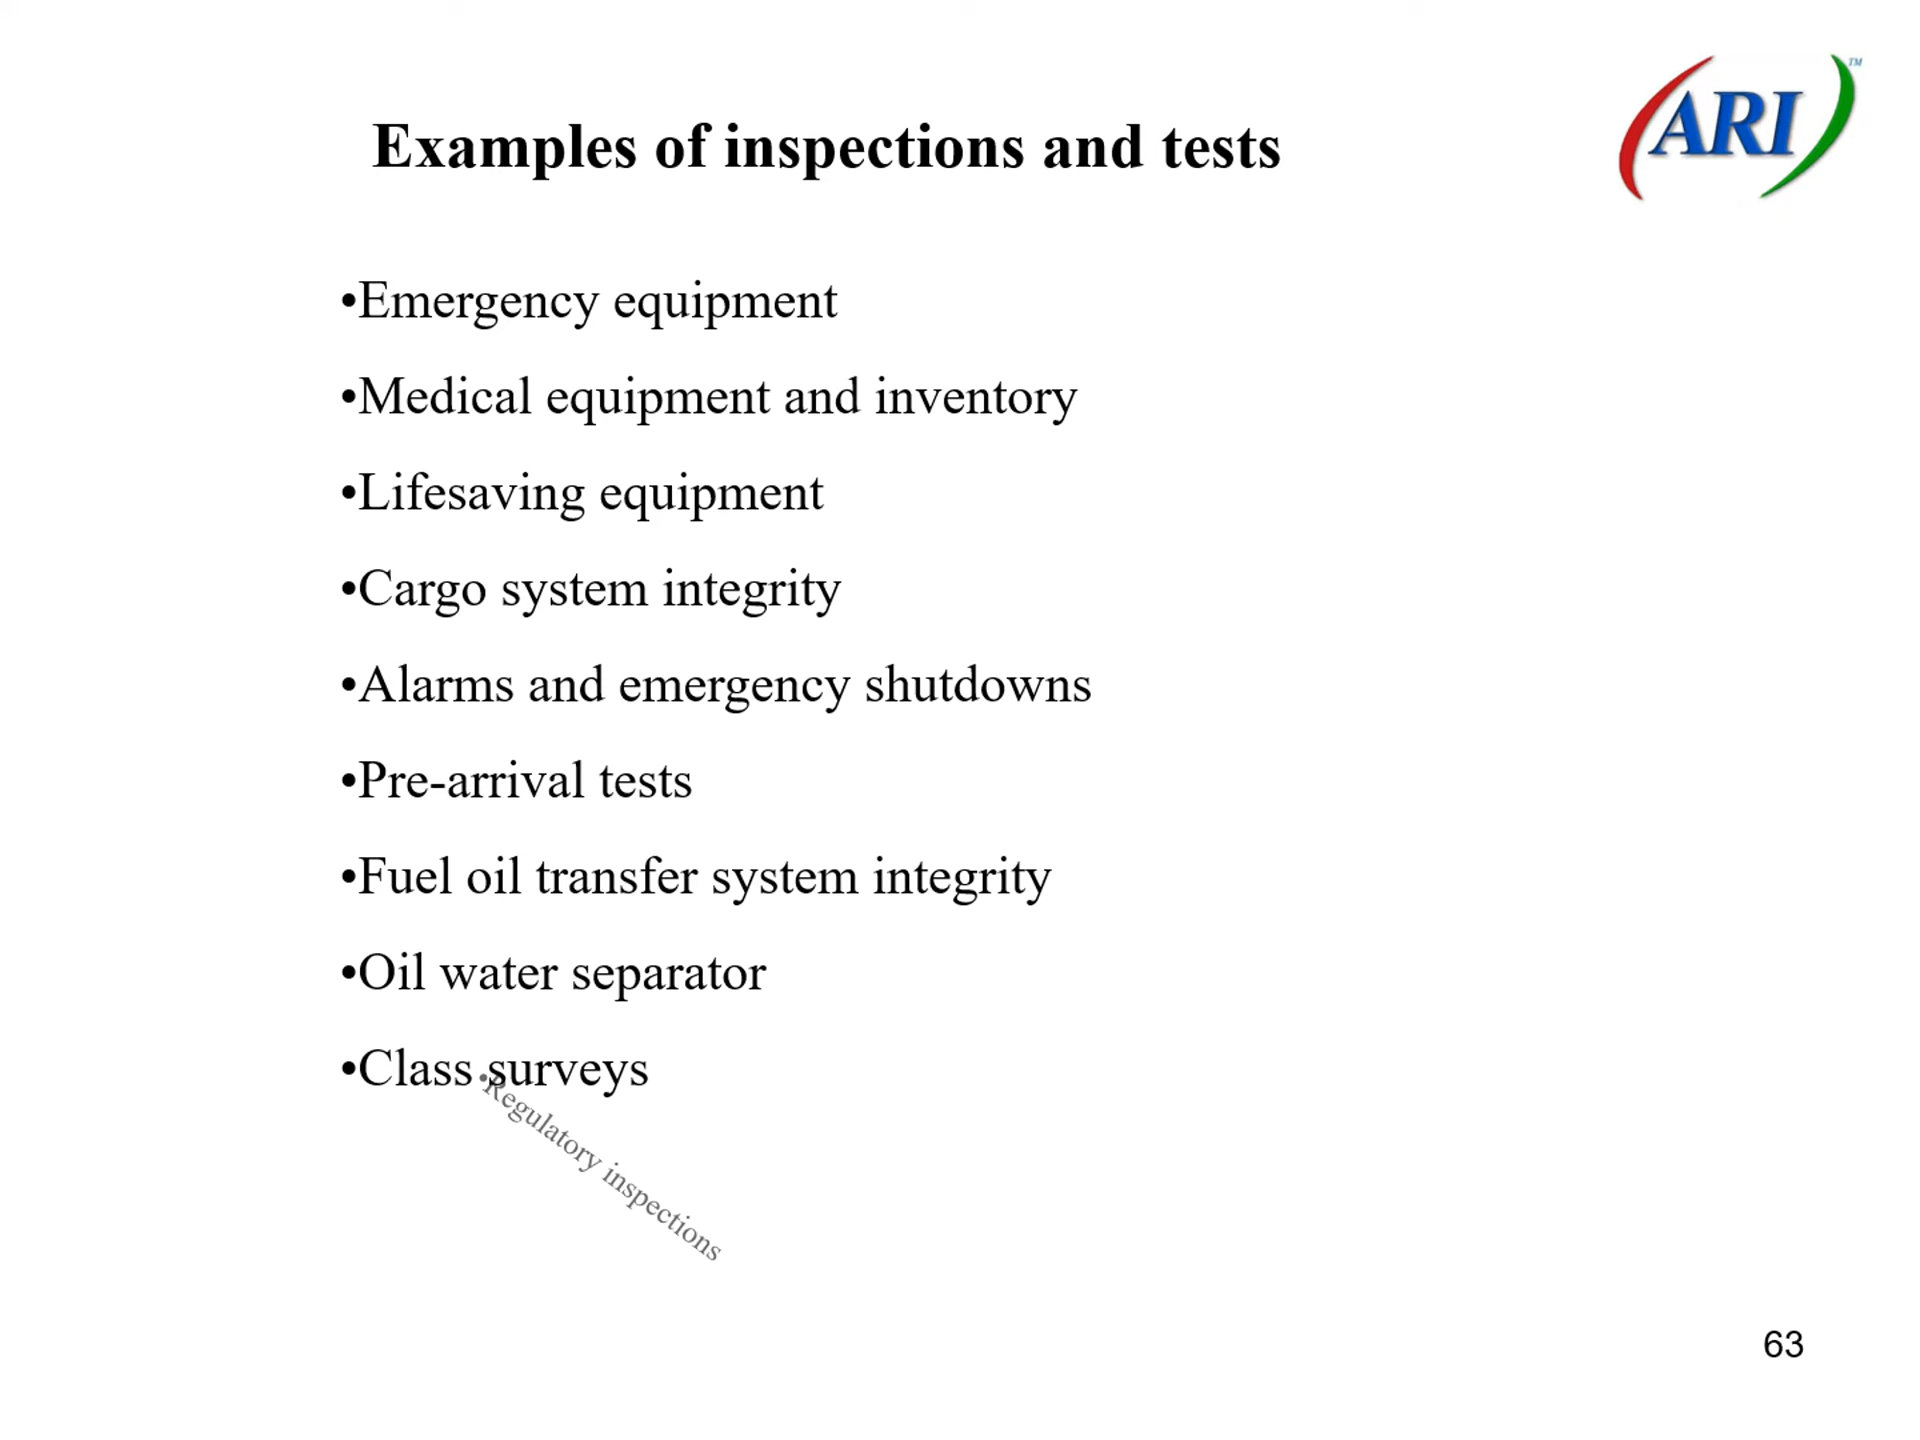 ARI™
Examples of inspections and tests
•Emergency equipment
•Medical equipment and inventory
•Lifesaving equipment
•Cargo system integrity
•Alarms and emergency shutdowns
•Pre-arrival tests
•Fuel oil transfer system integrity
•Oil water separator
•Class surveys
•Regulatory inspections
63